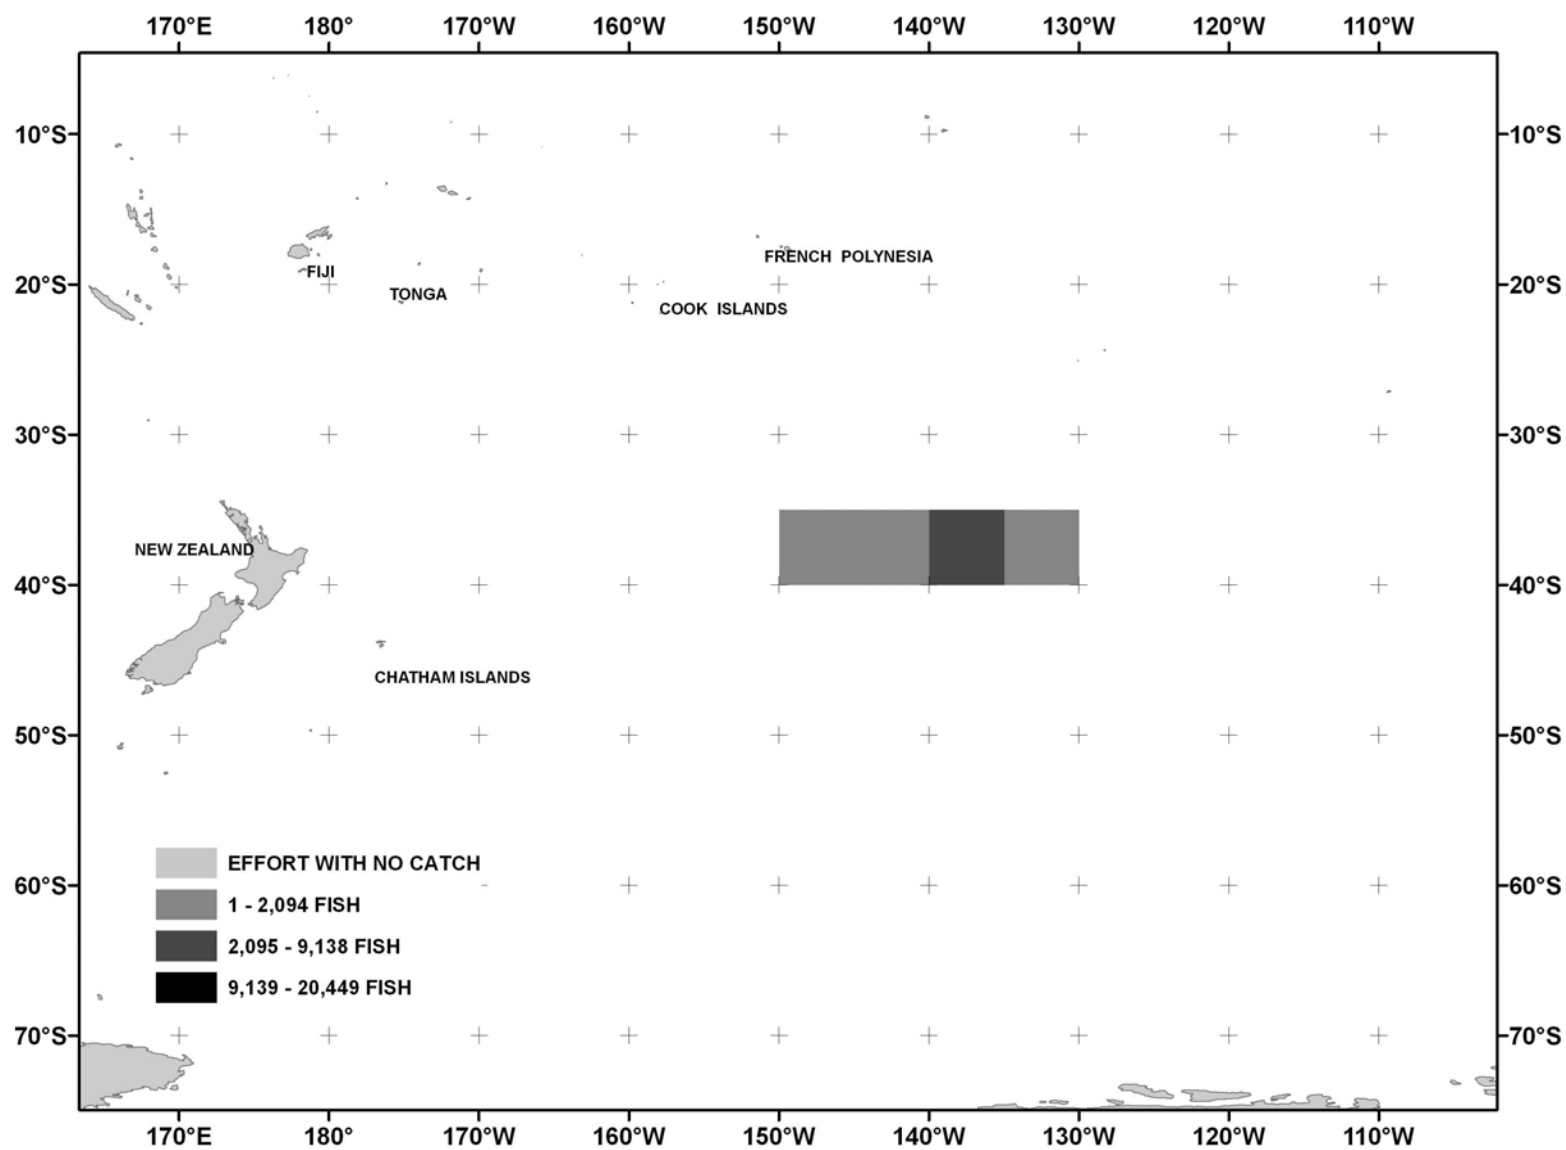 170°E 180° 170°W 160°W 150°W 140°W 130°W 120°W 110°W
10°S 10°S
FRENCH POLYNESIA
FIJI
20°S 20°S
TONGA
COOK ISLANDS
30°S 30°S
NEW ZEALAND
40°S 40°S
CHATHAM ISLANDS
50°S 50°S
EFFORT WITH NO CATCH
60°S 60°S
1 - 2,094 FISH
2,095 - 9,138 FISH
9,139 - 20,449 FISH
70°S 70°S
170°E 180° 170°W 160°W 150°W 140°W 130°W 120°W 110°W